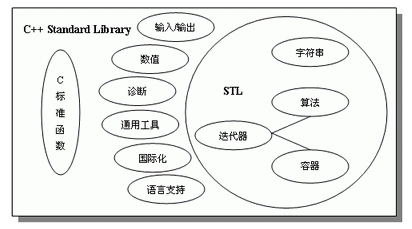 C++ Standard Library
C
标
准
函
数
输入/输出
数值
诊断
通用工具
国际化
语言支持
STL
字符串
算法
迭代器
容器